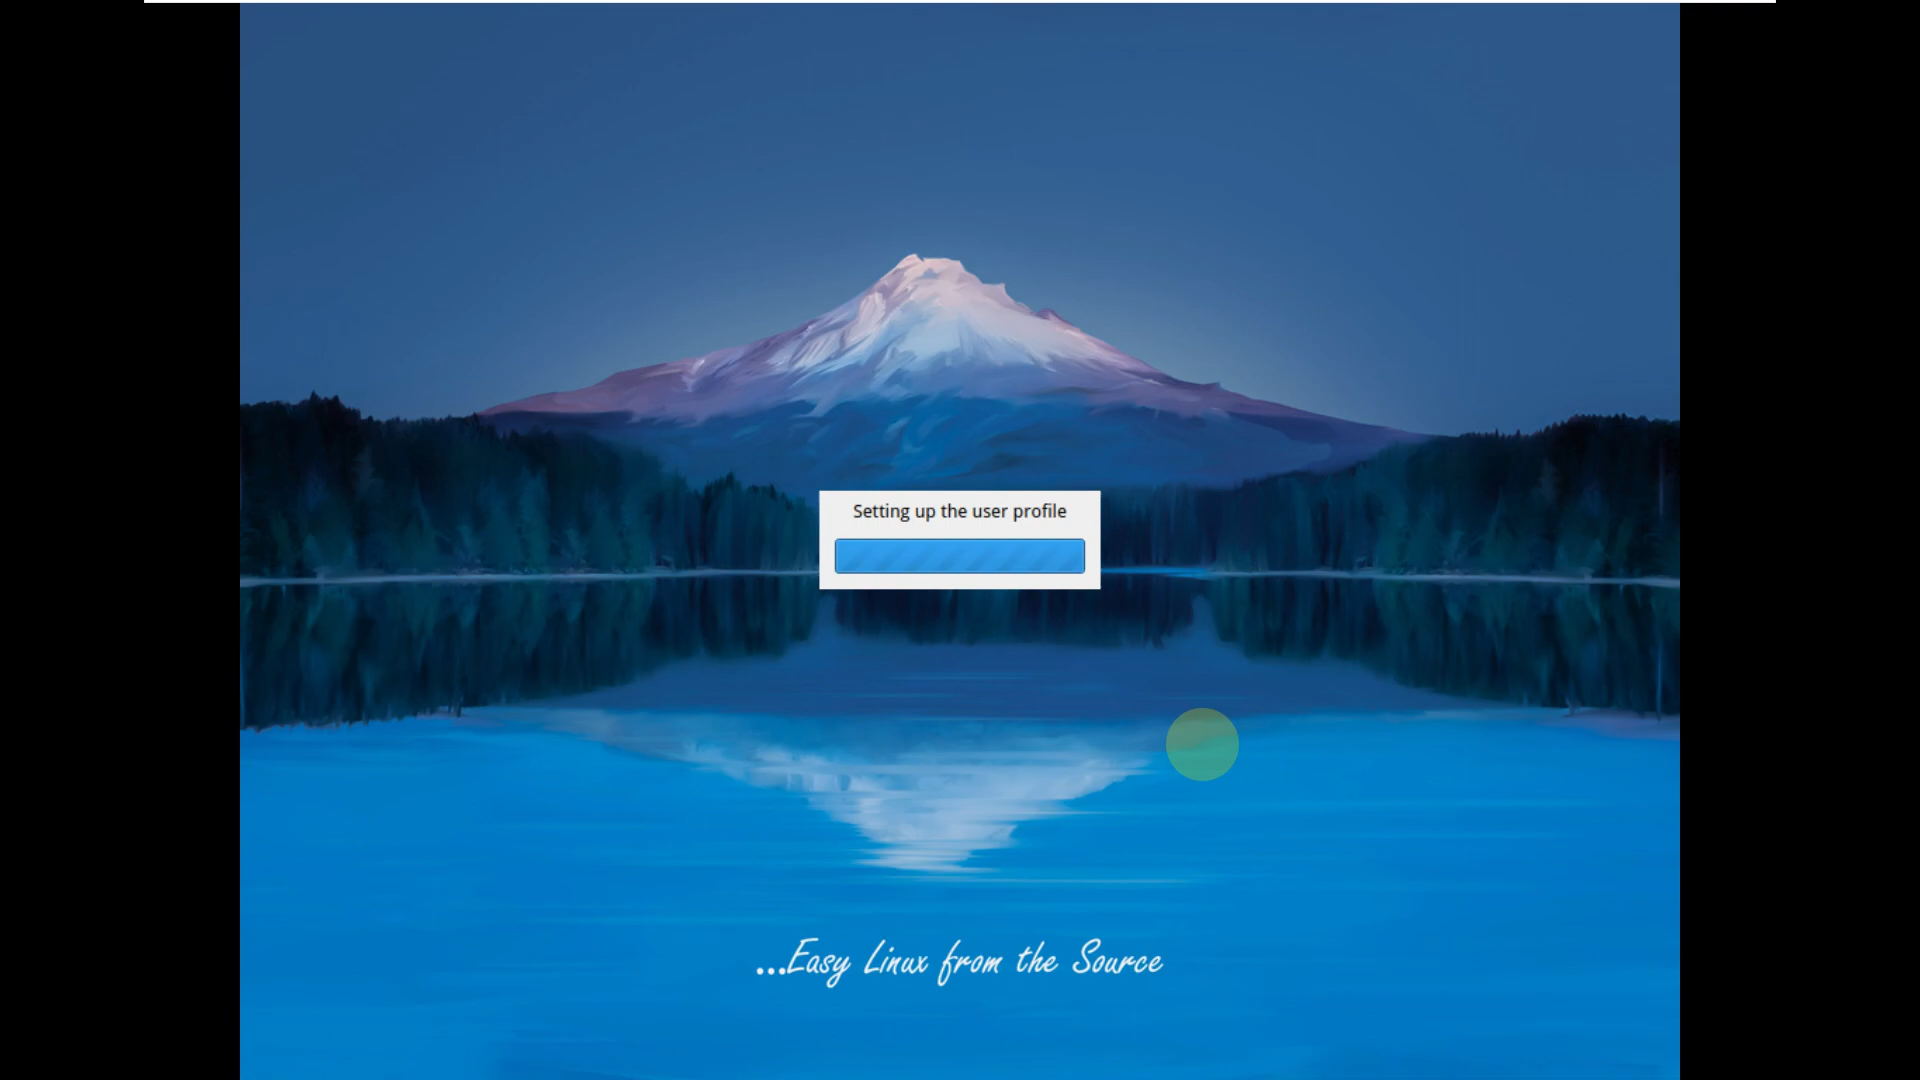 Setting up the user profile
...Easy Linux from the Source